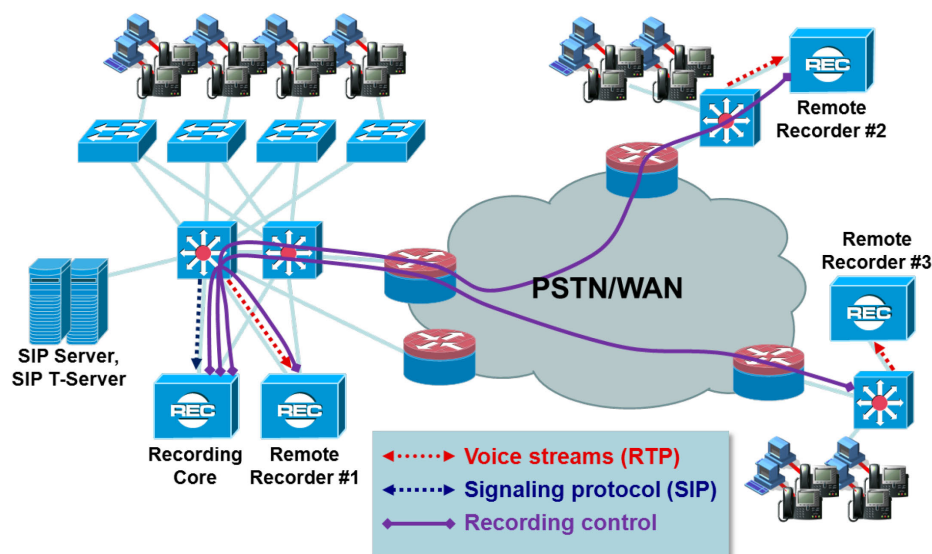 REC
Remote
Recorder #2
Remote
Recorder #3
REC
PSTN/WAN
SIP Server,
SIP T-Server
REC
REC
Recording
Core
Remote
Recorder #1
Voice streams (RTP)
Signaling protocol (SIP)
Recording control